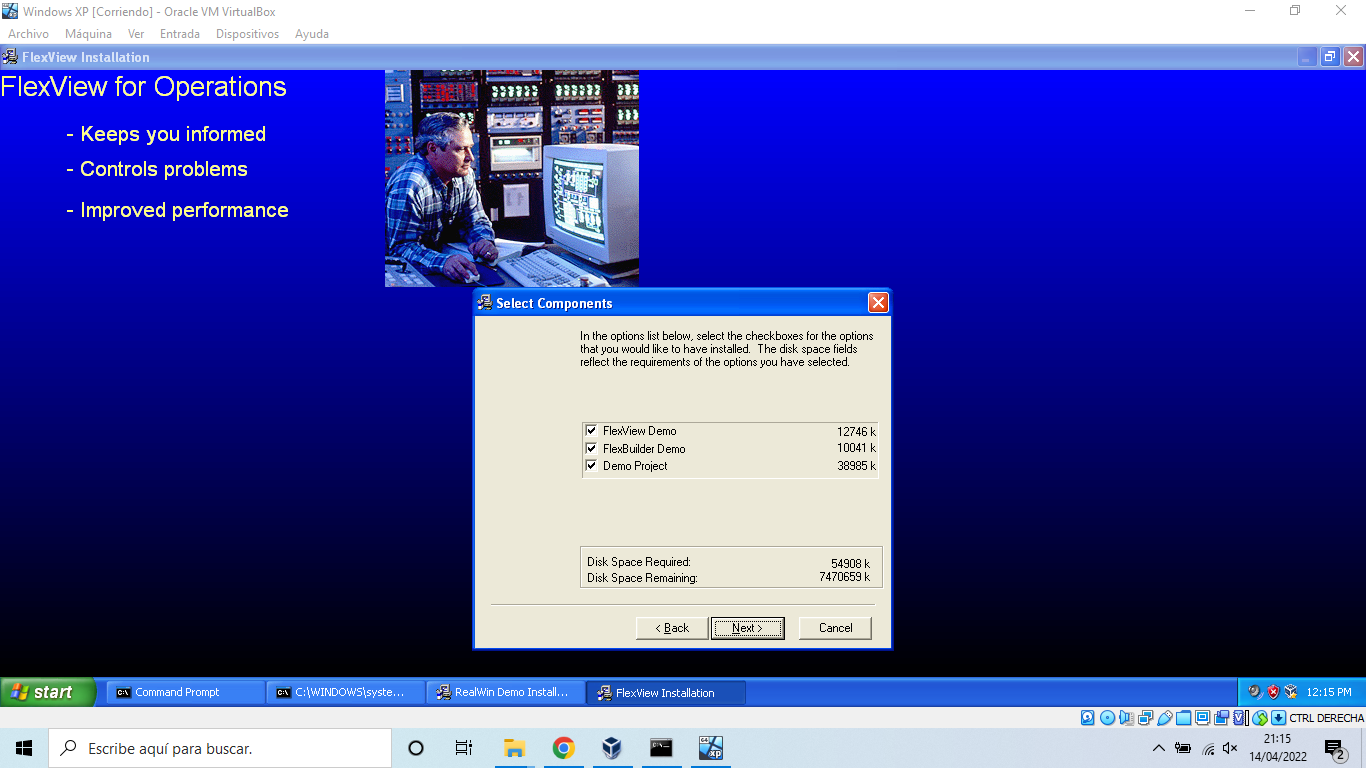 Windows XP [Corriendo] - Oracle VM VirtualBox
Archivo Máquina Ver Entrada Dispositivos Ayuda
FlexView Installation
FlexView for Operations
- Keeps you informed
- Controls problems
- Improved performance
Select Components
In the options list below, select the checkboxes for the options
that you would like to have installed. The disk space fields
reflect the requirements of the options you have selected.
FlexView Demo 12746 k
FlexBuilder Demo 10041 k
Demo Project 38985 k
Disk Space Required: 54908 k
Disk Space Remaining: 7470659 k
< Back Next > Cancel
start Command Prompt C:\WINDOWS\syste... RealWin Demo Install... FlexView Installation 12:15 PM
CTRL DERECHA
Escribe aquí para buscar.
21:15
14/04/2022
2